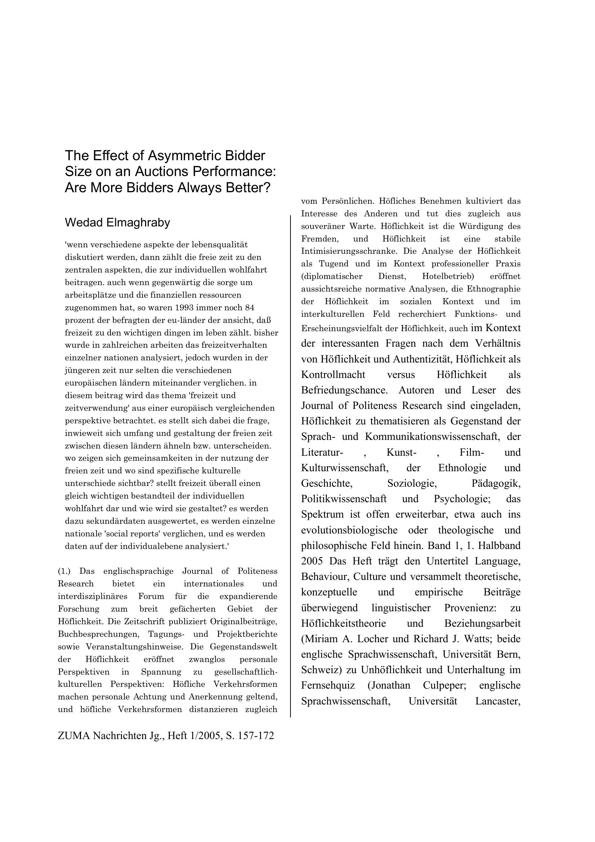 The Effect of Asymmetric Bidder
Size on an Auctions Performance:
Are More Bidders Always Better?
Wedad Elmaghraby
'wenn verschiedene aspekte der lebensqualität
diskutiert werden, dann zählt die freie zeit zu den
zentralen aspekten, die zur individuellen wohlfahrt
beitragen. auch wenn gegenwärtig die sorge um
arbeitsplätze und die finanziellen ressourcen
zugenommen hat, so waren 1993 immer noch 84
prozent der befragten der eu-länder der ansicht, daß
freizeit zu den wichtigen dingen im leben zählt. bisher
wurde in zahlreichen arbeiten das freizeitverhalten
einzelner nationen analysiert, jedoch wurden in der
jüngeren zeit nur selten die verschiedenen
europäischen ländern miteinander verglichen. in
diesem beitrag wird das thema 'freizeit und
zeitverwendung' aus einer europäisch vergleichenden
perspektive betrachtet. es stellt sich dabei die frage,
inwieweit sich umfang und gestaltung der freien zeit
zwischen diesen ländern ähneln bzw. unterscheiden.
wo zeigen sich gemeinsamkeiten in der nutzung der
freien zeit und wo sind spezifische kulturelle
unterschiede sichtbar? stellt freizeit überall einen
gleich wichtigen bestandteil der individuellen
wohlfahrt dar und wie wird sie gestaltet? es werden
dazu sekundärdaten ausgewertet, es werden einzelne
nationale 'social reports' verglichen, und es werden
daten auf der individualebene analysiert.'
(1.) Das englischsprachige Journal of Politeness
Research bietet ein internationales und
interdisziplinäres Forum für die expandierende
Forschung zum breit gefächerten Gebiet der
Höflichkeit. Die Zeitschrift publiziert Originalbeiträge,
Buchbesprechungen, Tagungs- und Projektberichte
sowie Veranstaltungshinweise. Die Gegenstandswelt
der Höflichkeit eröffnet zwanglos personale
Perspektiven in Spannung zu gesellschaftlich-
kulturellen Perspektiven: Höfliche Verkehrsformen
machen personale Achtung und Anerkennung geltend,
und höfliche Verkehrsformen distanzieren zugleich
vom Persönlichen. Höfliches Benehmen kultiviert das
Interesse des Anderen und tut dies zugleich aus
souveräner Warte. Höflichkeit ist die Würdigung des
Fremden, und Höflichkeit ist eine stabile
Intimisierungsschranke. Die Analyse der Höflichkeit
als Tugend und im Kontext professioneller Praxis
(diplomatischer Dienst, Hotelbetrieb) eröffnet
aussichtsreiche normative Analysen, die Ethnographie
der Höflichkeit im sozialen Kontext und im
interkulturellen Feld recherchiert Funktions- und
Erscheinungsvielfalt der Höflichkeit, auch im Kontext
der interessanten Fragen nach dem Verhältnis
von Höflichkeit und Authentizität, Höflichkeit als
Kontrollmacht versus Höflichkeit als
Befriedungschance. Autoren und Leser des
Journal of Politeness Research sind eingeladen,
Höflichkeit zu thematisieren als Gegenstand der
Sprach- und Kommunikationswissenschaft, der
Literatur- , Kunst- , Film- und
Kulturwissenschaft, der Ethnologie und
Geschichte, Soziologie, Pädagogik,
Politikwissenschaft und Psychologie; das
Spektrum ist offen erweiterbar, etwa auch ins
evolutionsbiologische oder theologische und
philosophische Feld hinein. Band 1, 1. Halbband
2005 Das Heft trägt den Untertitel Language,
Behaviour, Culture und versammelt theoretische,
konzeptuelle und empirische Beiträge
überwiegend linguistischer Provenienz: zu
Höflichkeitstheorie und Beziehungsarbeit
(Miriam A. Locher und Richard J. Watts; beide
englische Sprachwissenschaft, Universität Bern,
Schweiz) zu Unhöflichkeit und Unterhaltung im
Fernsehquiz (Jonathan Culpeper; englische
Sprachwissenschaft, Universität Lancaster,
ZUMA Nachrichten Jg., Heft 1/2005, S. 157-172